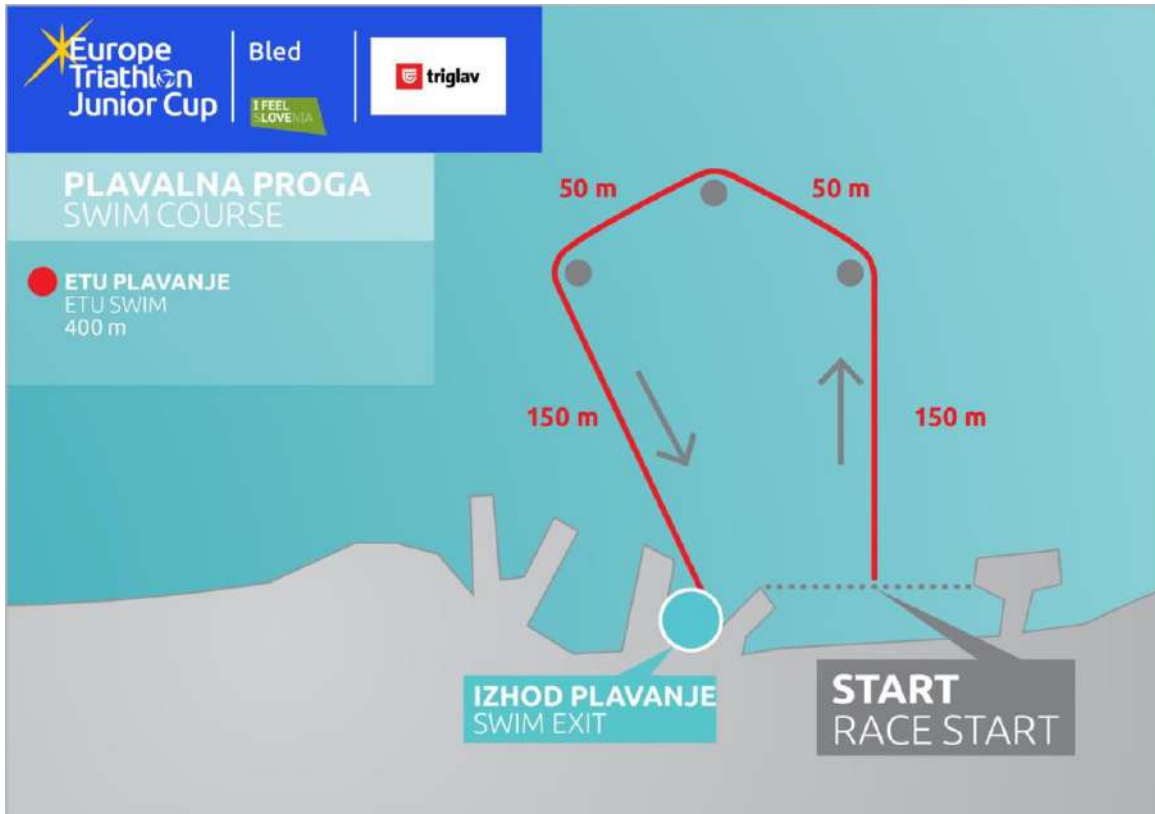 Europe
Triathlon
Junior Cup
Bled
I FEEL
SLOVENIA
triglav
PLAVALNA PROGA
SWIM COURSE
ETU PLAVANJE
ETU SWIM
400 m
50 m
50 m
150 m
150 m
IZHOD PLAVANJE
SWIM EXIT
START
RACE START